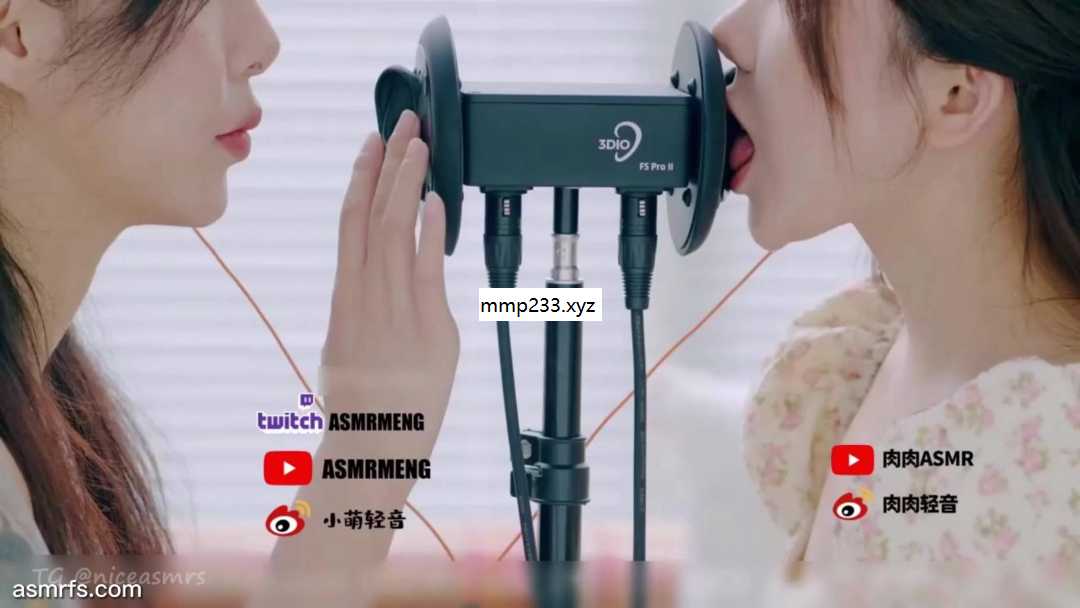 3DIO
FS Pro II
mmp233.xyz
twitch ASMRMENG
ASMRMENG
小萌轻音
肉肉ASMR
肉肉轻音
TG @niceasmrs
asmrfs.com